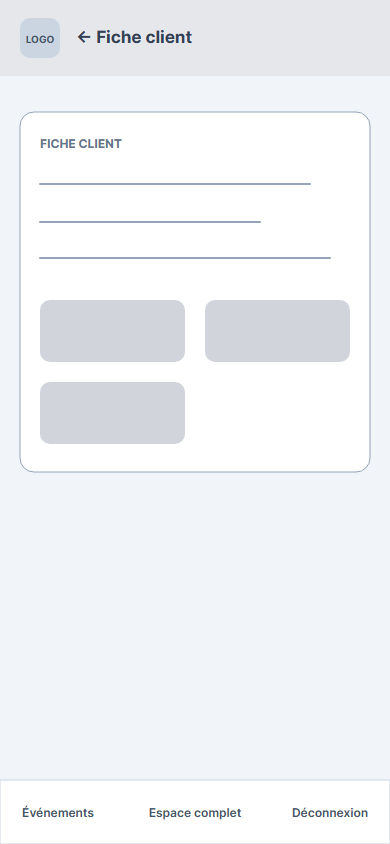 LOGO
← Fiche client
FICHE CLIENT
Événements
Espace complet
Déconnexion